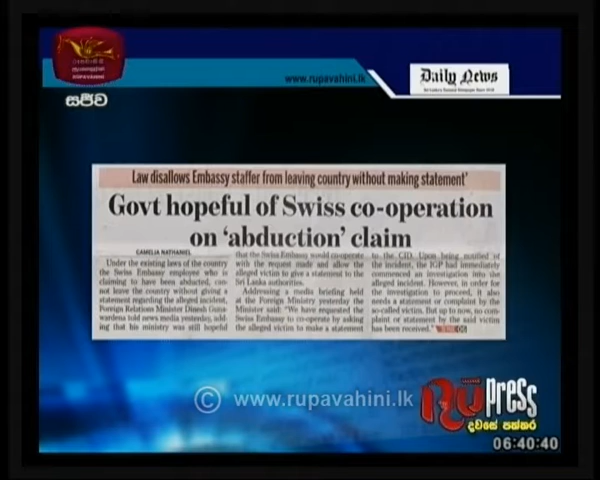 රූපවාහිනී
RUPAVAHINI
සජීව
www.rupavahini.lk
Daily News
Law disallows Embassy staffer from leaving country without making statement'
Govt hopeful of Swiss co-operation
on 'abduction' claim
CAMELIA NATHANIEL
Under the existing laws of the country
the Swiss Embassy employee who is
claiming to have been abducted, can-
not leave the country without giving a
statement regarding the alleged incident,
Foreign Relations Minister Dinesh Guna-
wardena told news media yesterday, add-
ing that his ministry was still hopeful
that the Swiss Embassy would co-operate
with the request made and allow the
alleged victim to give a statement to the
Sri Lanka authorities.
Addressing a media briefing held
at the Foreign Ministry yesterday the
Minister said: "We have requested the
Swiss Embassy to co-operate by asking
the alleged victim to make a statement
to the CID. Upon being notified of
the incident, the IGP had immediately
commenced an investigation into the
alleged incident. However, in order for
the investigation to proceed, it also
needs a statement or complaint by the
so-called victim. But up to now, no com-
plaint or statement by the said victim
has been received."
© www.rupavahini.lk
Press
දවසේ පත්තර
06:40:40